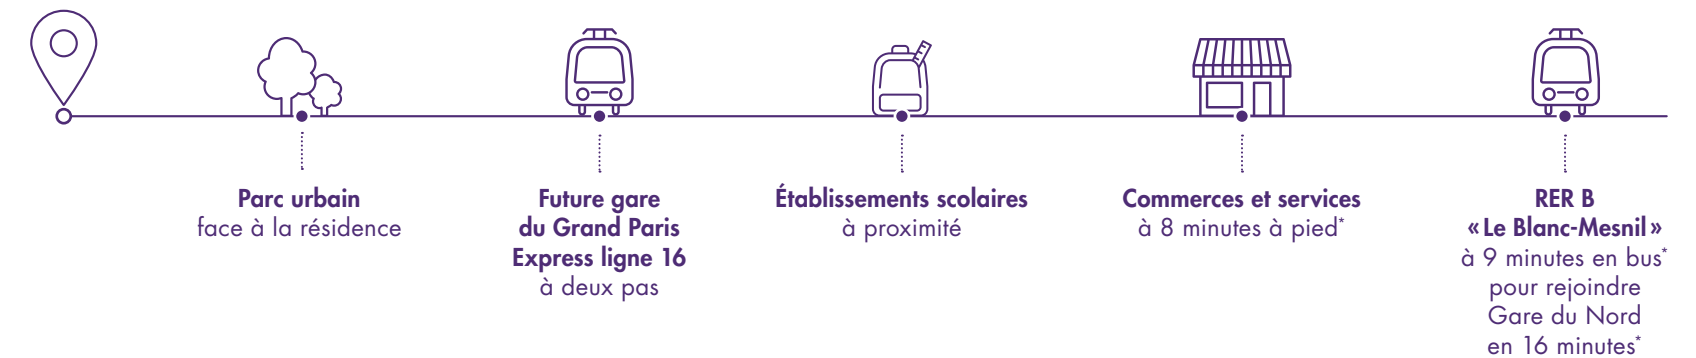 Parc urbain
face à la résidence
Future gare
du Grand Paris
Express ligne 16
à deux pas
Établissements scolaires
à proximité
Commerces et services
à 8 minutes à pied*
RER B
« Le Blanc-Mesnil »
à 9 minutes en bus*
pour rejoindre
Gare du Nord
en 16 minutes*